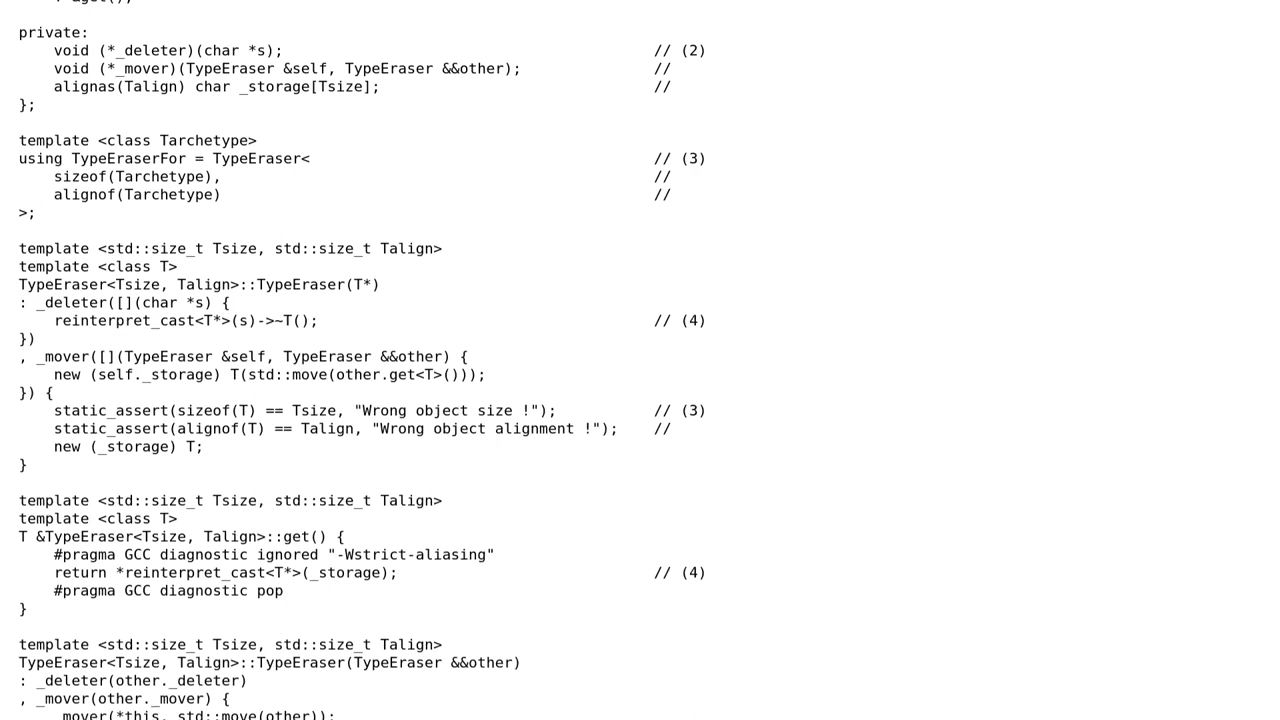 private:
    void (*_deleter)(char *s);                                          // (2)
    void (*_mover)(TypeEraser &self, TypeEraser &&other);               //
    alignas(Talign) char _storage[Tsize];                               //
};

template <class Tarchetype>
using TypeEraserFor = TypeEraser<                                       // (3)
    sizeof(Tarchetype),                                                 //
    alignof(Tarchetype)                                                 //
>;

template <std::size_t Tsize, std::size_t Talign>
template <class T>
TypeEraser<Tsize, Talign>::TypeEraser(T*)
: _deleter([](char *s) {
    reinterpret_cast<T*>(s)->~T();                                      // (4)
})
, _mover([](TypeEraser &self, TypeEraser &&other) {
    new (self._storage) T(std::move(other.get<T>()));
}) {
    static_assert(sizeof(T) == Tsize, "Wrong object size !");           // (3)
    static_assert(alignof(T) == Talign, "Wrong object alignment !");    //
    new (_storage) T;
}

template <std::size_t Tsize, std::size_t Talign>
template <class T>
T &TypeEraser<Tsize, Talign>::get() {
    #pragma GCC diagnostic ignored "-Wstrict-aliasing"
    return *reinterpret_cast<T*>(_storage);                             // (4)
    #pragma GCC diagnostic pop
}

template <std::size_t Tsize, std::size_t Talign>
TypeEraser<Tsize, Talign>::TypeEraser(TypeEraser &&other)
: _deleter(other._deleter)
, _mover(other._mover) {
    _mover(*this, std::move(other));